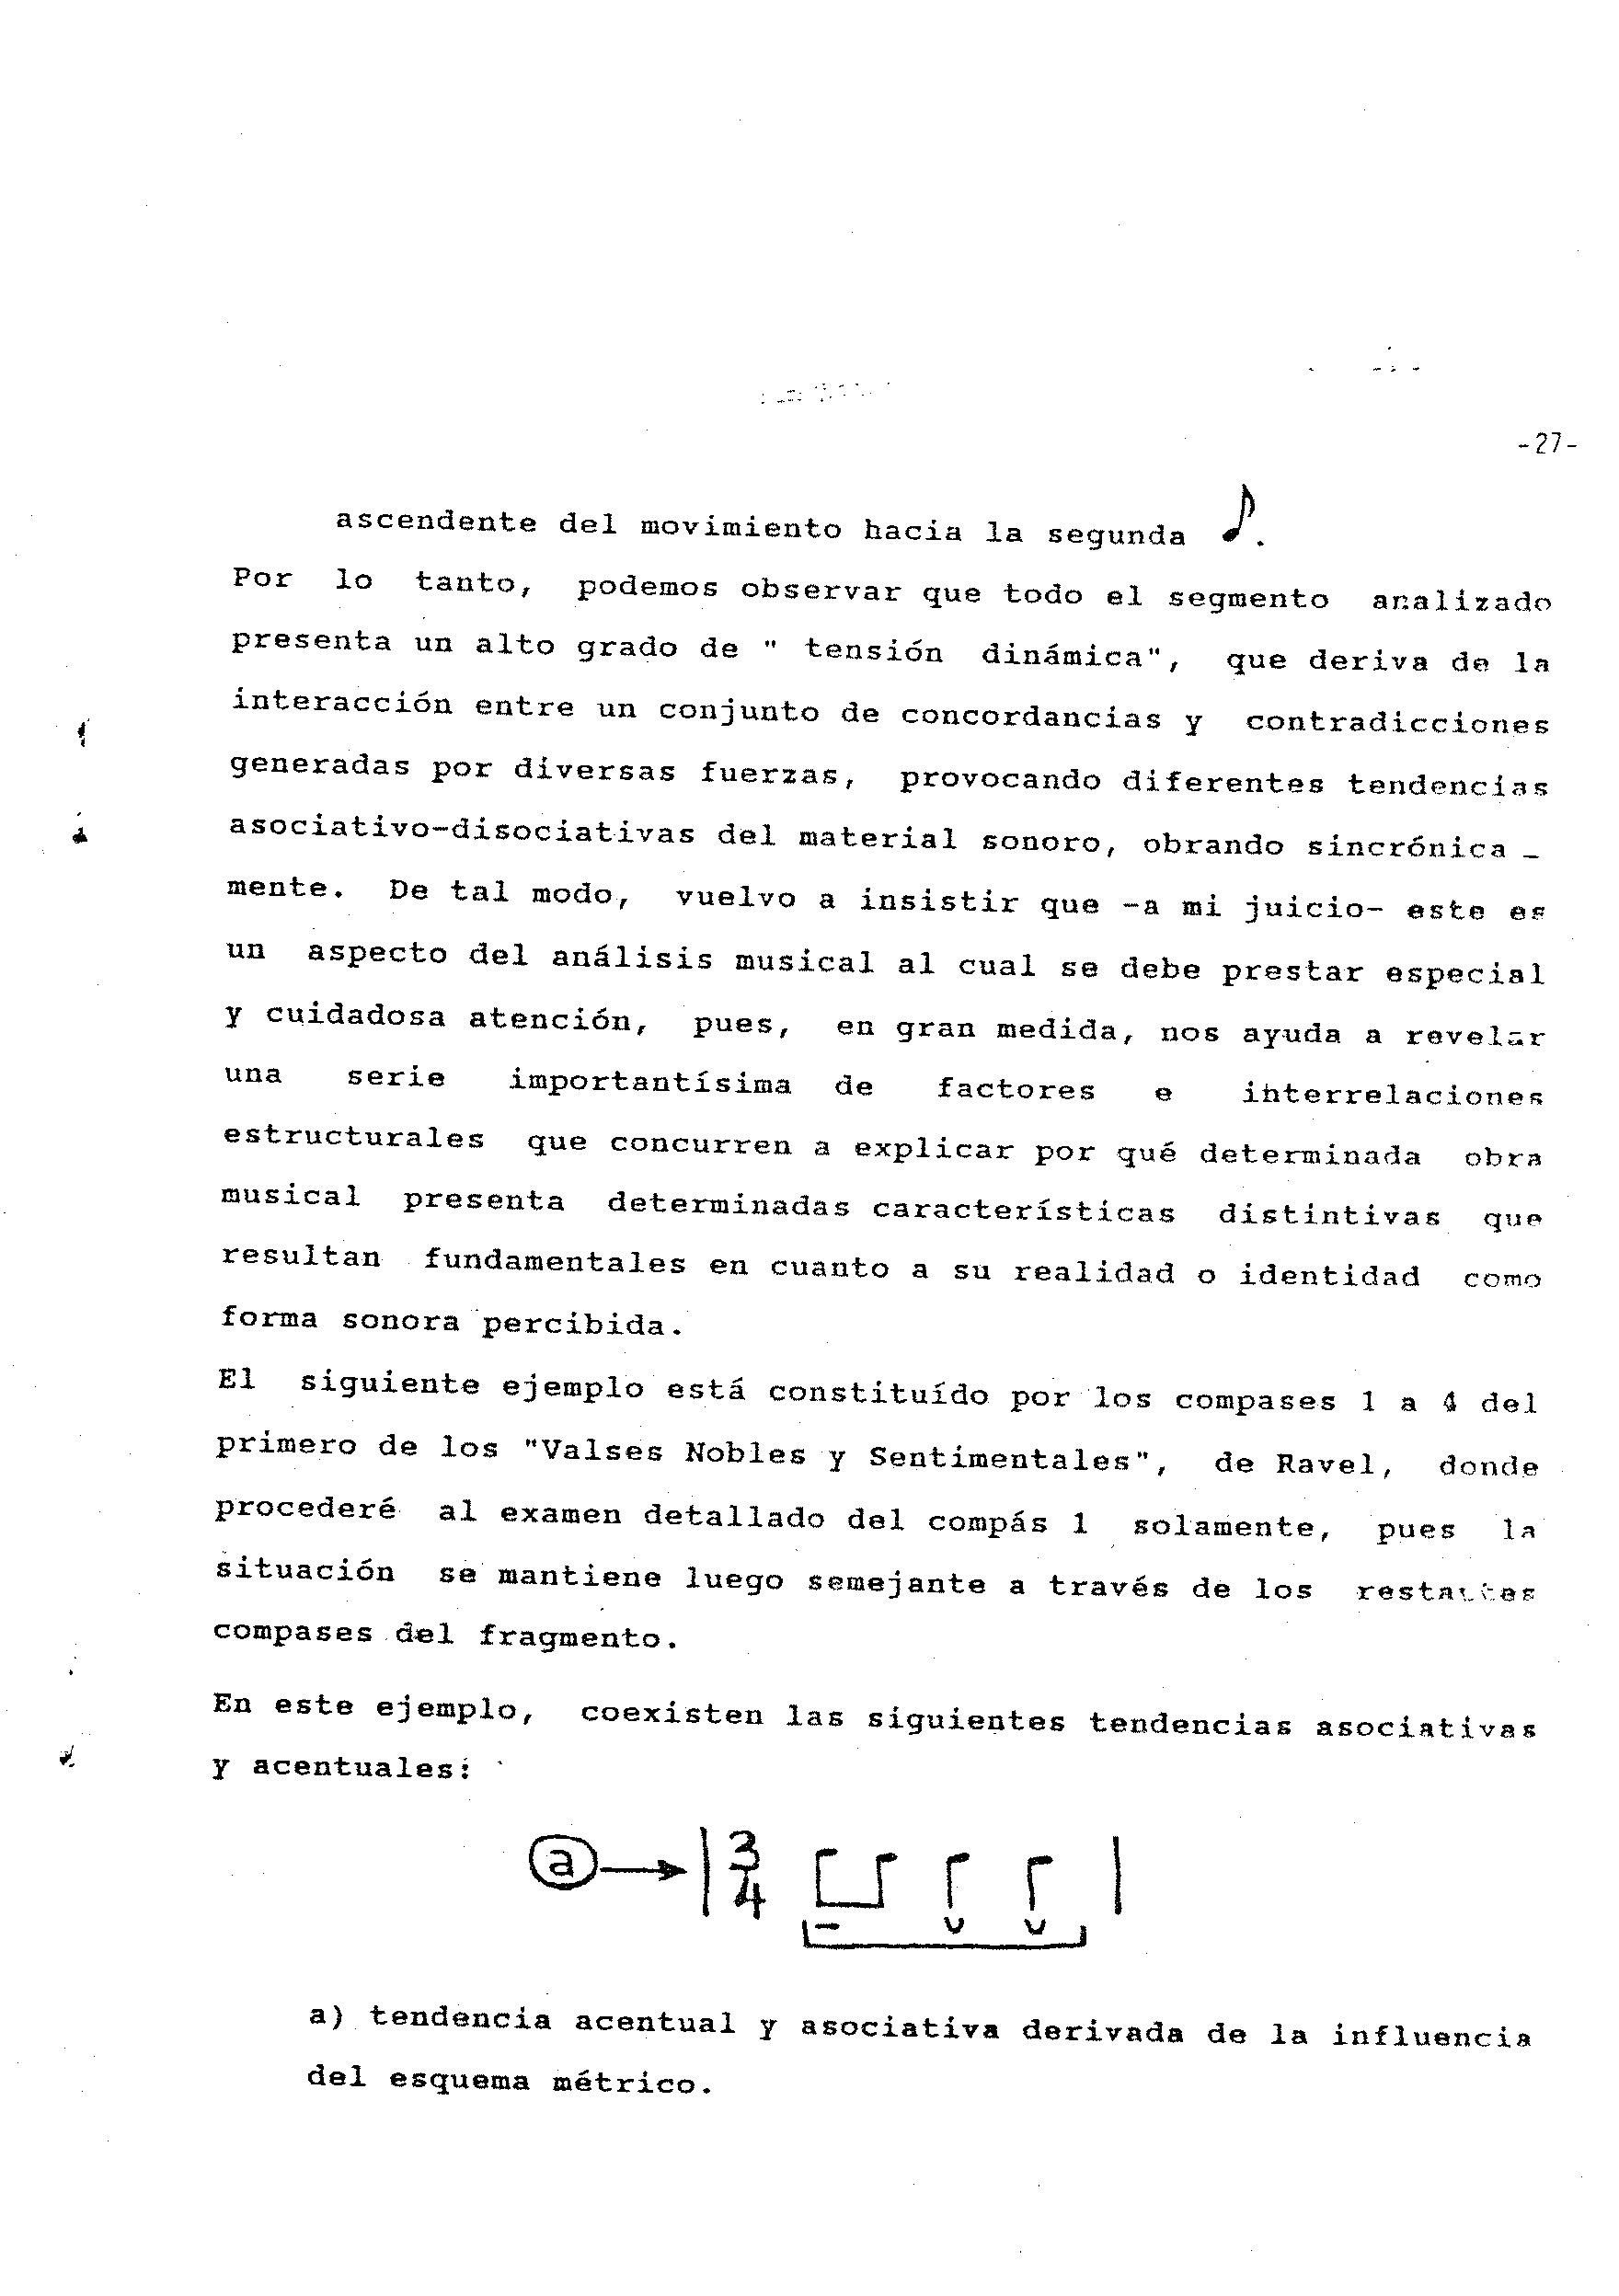 -27-
ascendente del movimiento hacia la segunda ♪.
Por lo tanto, podemos observar que todo el segmento analizado
presenta un alto grado de " tensión dinámica", que deriva de la
interacción entre un conjunto de concordancias y contradicciones
generadas por diversas fuerzas, provocando diferentes tendencias
asociativo-disociativas del material sonoro, obrando sincrónica_
mente. De tal modo, vuelvo a insistir que -a mi juicio- este es
un aspecto del análisis musical al cual se debe prestar especial
y cuidadosa atención, pues, en gran medida, nos ayuda a revelar
una serie importantísima de factores e interrelaciones
estructurales que concurren a explicar por qué determinada obra
musical presenta determinadas características distintivas que
resultan fundamentales en cuanto a su realidad o identidad como
forma sonora percibida.
El siguiente ejemplo está constituído por los compases 1 a 4 del
primero de los "Valses Nobles y Sentimentales", de Ravel, donde
procederé al examen detallado del compás 1 solamente, pues la
situación se mantiene luego semejante a través de los restantes
compases del fragmento.
En este ejemplo, coexisten las siguientes tendencias asociativas
y acentuales:
a → 3/4
a) tendencia acentual y asociativa derivada de la influencia
del esquema métrico.